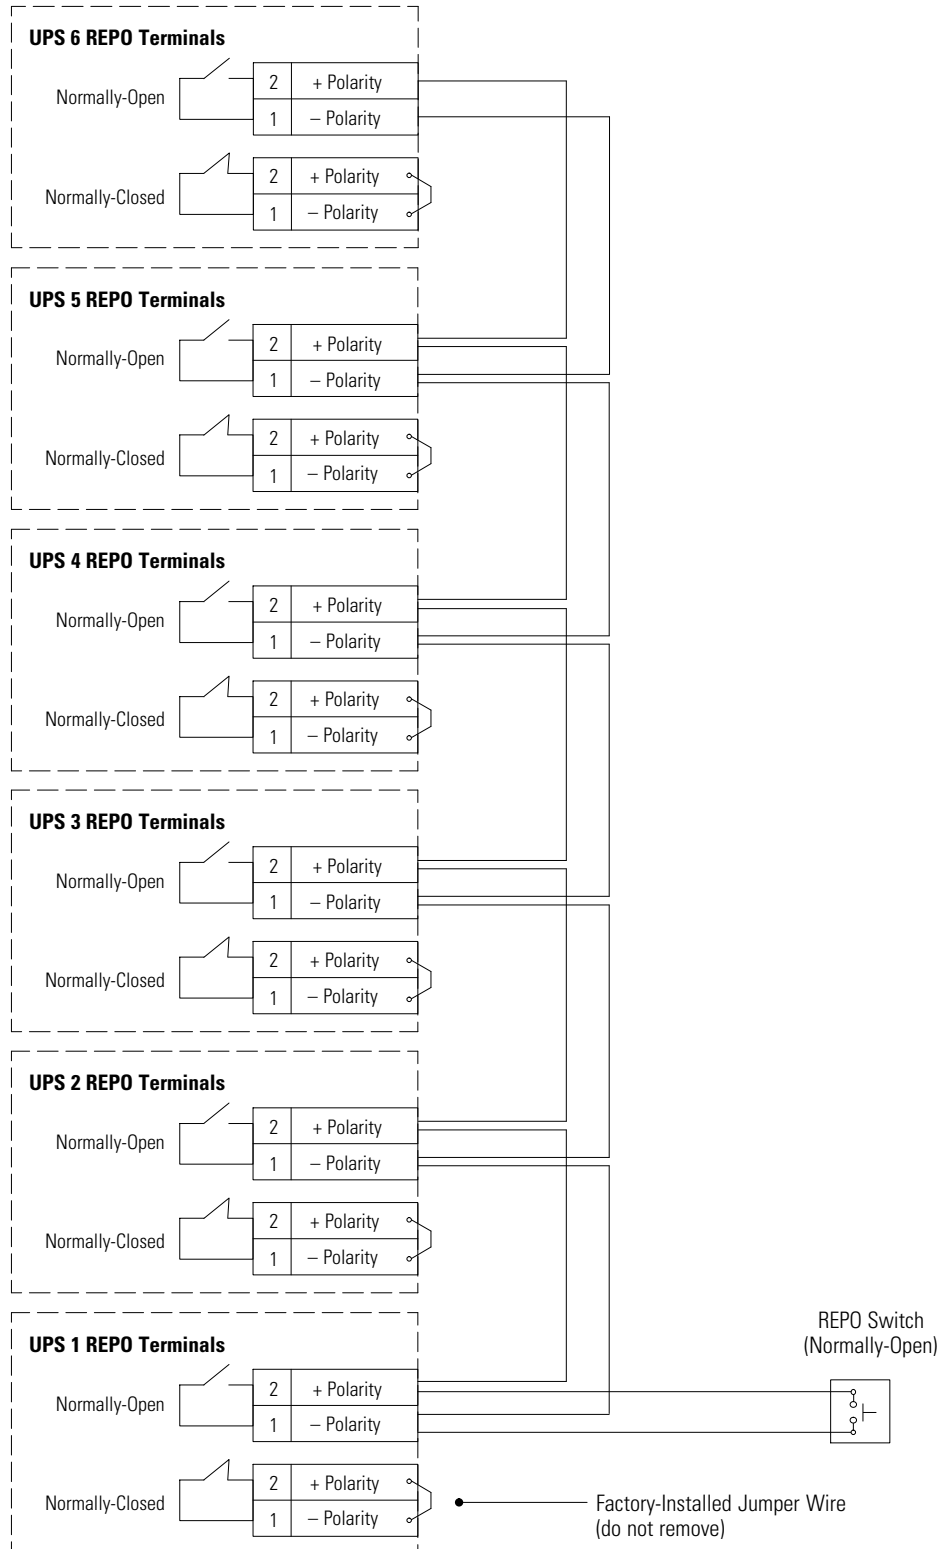 UPS 6 REPO Terminals
Normally-Open
2 + Polarity
1 – Polarity
Normally-Closed
2 + Polarity
1 – Polarity
UPS 5 REPO Terminals
Normally-Open
2 + Polarity
1 – Polarity
Normally-Closed
2 + Polarity
1 – Polarity
UPS 4 REPO Terminals
Normally-Open
2 + Polarity
1 – Polarity
Normally-Closed
2 + Polarity
1 – Polarity
UPS 3 REPO Terminals
Normally-Open
2 + Polarity
1 – Polarity
Normally-Closed
2 + Polarity
1 – Polarity
UPS 2 REPO Terminals
Normally-Open
2 + Polarity
1 – Polarity
Normally-Closed
2 + Polarity
1 – Polarity
UPS 1 REPO Terminals
Normally-Open
2 + Polarity
1 – Polarity
Normally-Closed
2 + Polarity
1 – Polarity
REPO Switch
(Normally-Open)
Factory-Installed Jumper Wire
(do not remove)